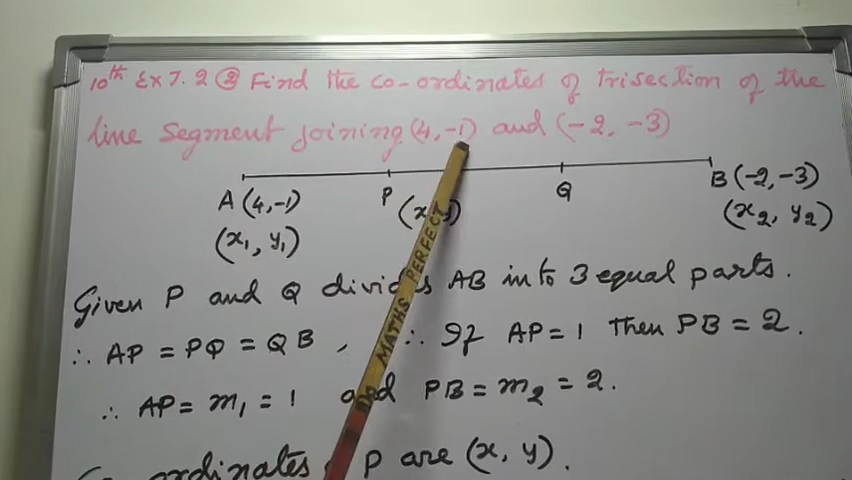 10th Ex 7.2 ② Find the co-ordinates of trisection of the
line segment joining (4, -1) and (-2, -3)
A (4, -1) P Q B (-2, -3)
(x₁, y₁) (x₂, y₂)
Given P and Q divides AB into 3 equal parts.
∴ AP = PQ = QB , ∴ If AP = 1 then PB = 2.
∴ AP = m₁ = 1 and PB = m₂ = 2.
P are (x, y).
MATHS PERFECT